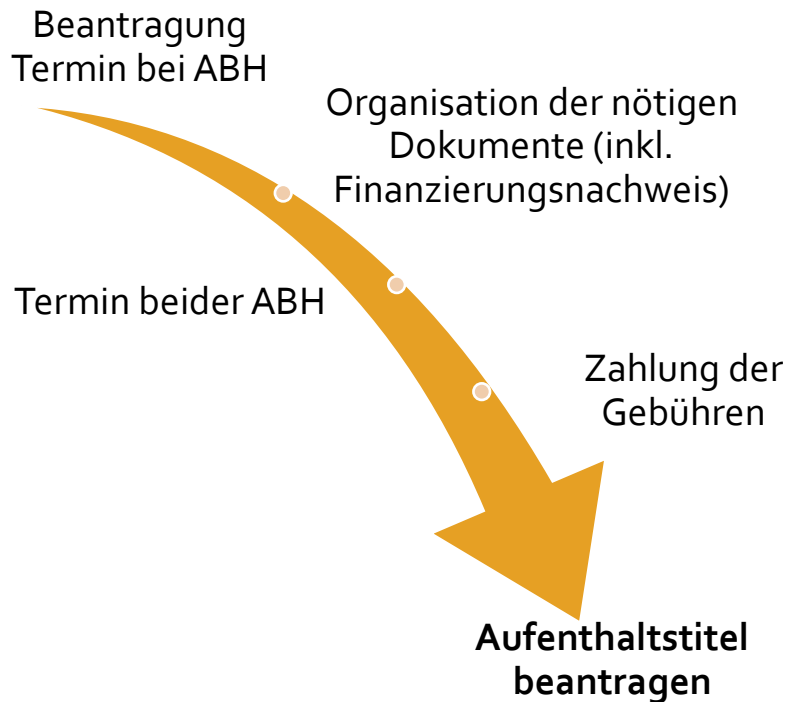 Beantragung
Termin bei ABH
Organisation der nötigen
Dokumente (inkl.
Finanzierungsnachweis)
Termin beider ABH
Zahlung der
Gebühren
Aufenthaltstitel
beantragen